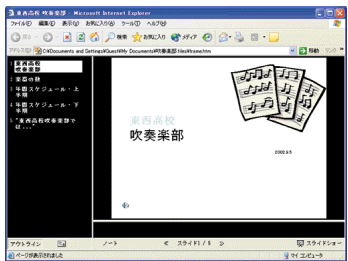 東西高校 吹奏楽部 - Microsoft Internet Explorer
ファイル(F) 編集(E) 表示(V) お気に入り(A) ツール(T) ヘルプ(H)
戻る 検索 お気に入り メディア
アドレス(D) C:\Documents and Settings\Guest\My Documents\吹奏楽部.files\frame.htm 移動 リンク
1 東西高校
吹奏楽部
2 楽器の種
3 年間スケジュール・上
半期
4 年間スケジュール・下
半期
5 "東西高校吹奏楽部で
は..."
東西高校
吹奏楽部
2002.9.5
アウトライン ノート スライド 1 / 5 スライド ショー
ページが表示されました マイ コンピュータ